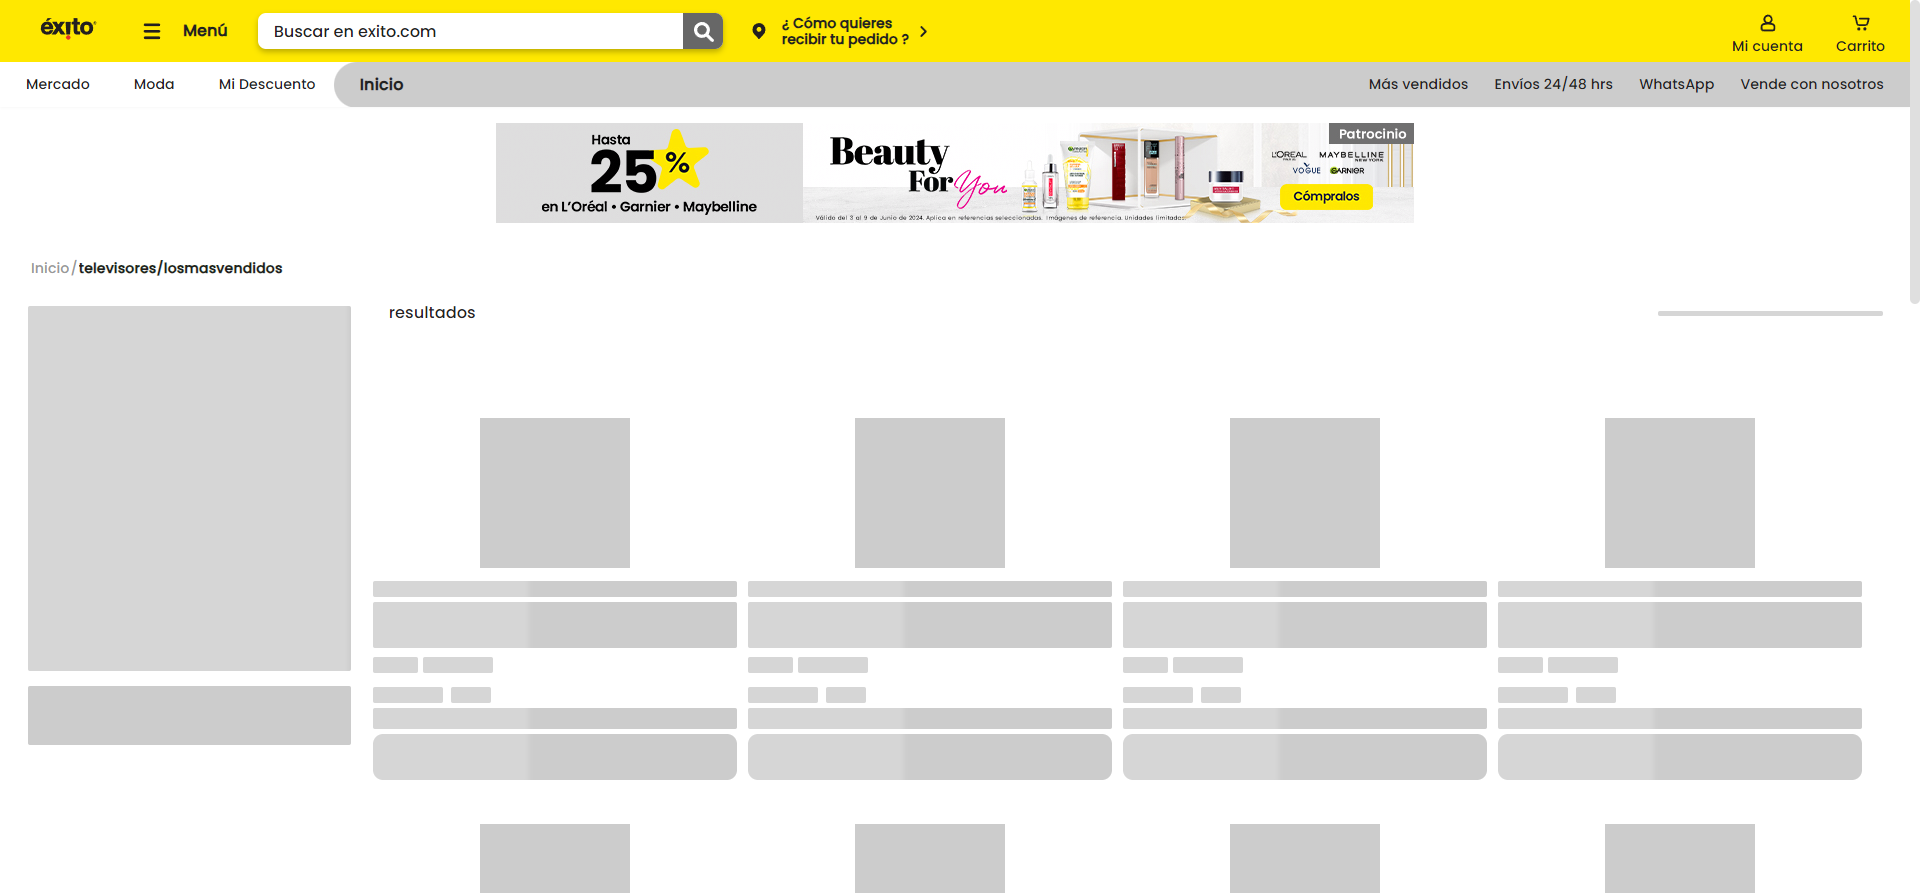 éxito
Menú
Buscar en exito.com
¿ Cómo quieres
recibir tu pedido ?
Mi cuenta
Carrito
Mercado
Moda
Mi Descuento
Inicio
Más vendidos
Envíos 24/48 hrs
WhatsApp
Vende con nosotros
Hasta
25%
en L'Oréal • Garnier • Maybelline
Beauty
For You
Patrocinio
L'ORÉAL
PARIS
MAYBELLINE
NEW YORK
VOGUE
GARNIER
Cómpralos
Válido del 3 al 9 de Junio de 2024. Aplica en referencias seleccionadas. Imágenes de referencia. Unidades limitadas.
Inicio/televisores/losmasvendidos
resultados